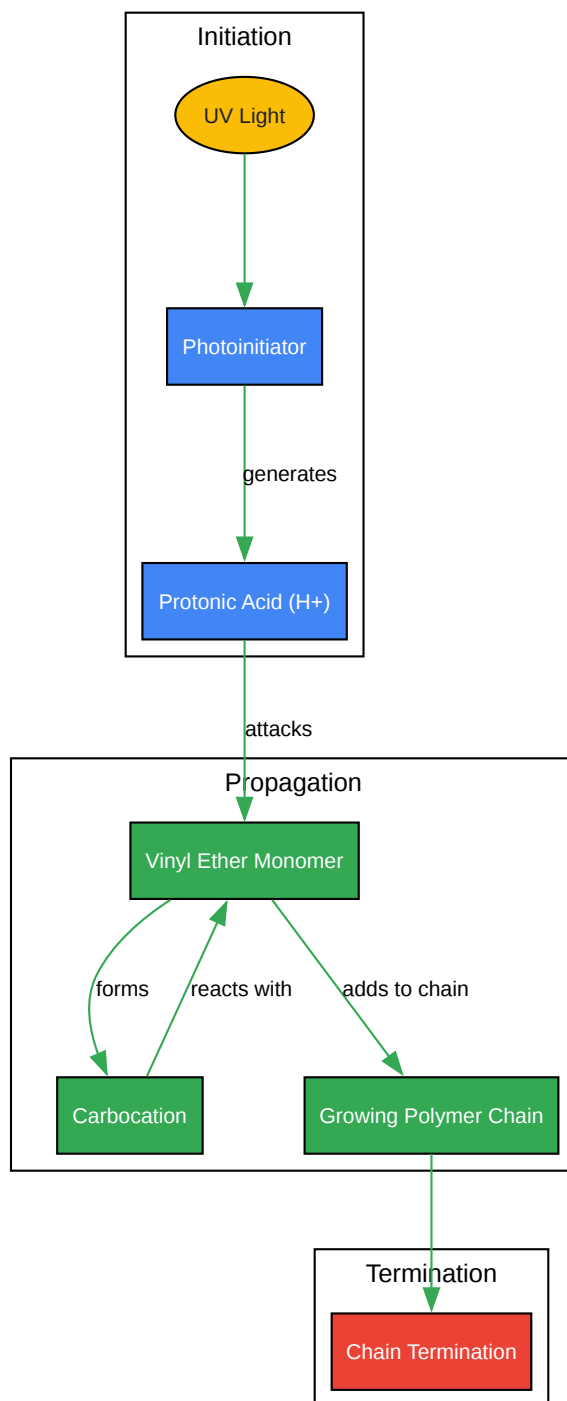 Initiation
UV Light
Photoinitiator
generates
Protonic Acid (H+)
attacks
Propagation
Vinyl Ether Monomer
forms
reacts with
adds to chain
Carbocation
Growing Polymer Chain
Termination
Chain Termination